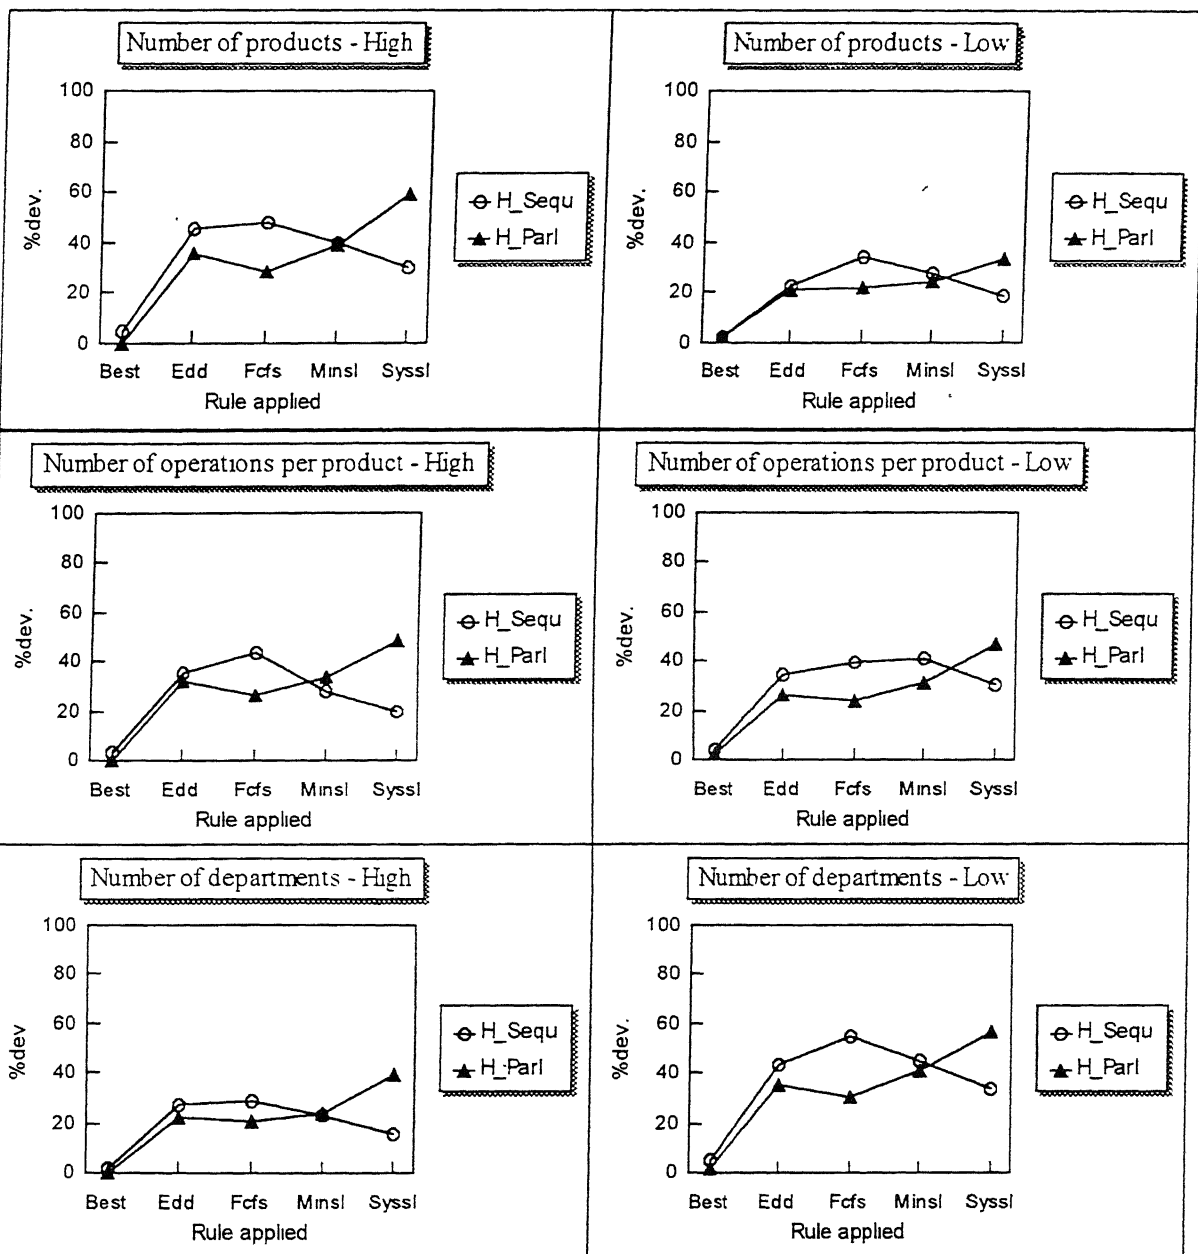 Number of products - High
100
80
60
40
20
0
%dev.
Best Edd Fcfs Minsl Syssl
Rule applied
H_Sequ
H_Parl
Number of products - Low
100
80
60
40
20
0
%dev.
Best Edd Fcfs Minsl Syssl
Rule applied
H_Sequ
H_Parl
Number of operations per product - High
100
80
60
40
20
0
%dev.
Best Edd Fcfs Minsl Syssl
Rule applied
H_Sequ
H_Parl
Number of operations per product - Low
100
80
60
40
20
0
%dev.
Best Edd Fcfs Minsl Syssl
Rule applied
H_Sequ
H_Parl
Number of departments - High
100
80
60
40
20
0
%dev
Best Edd Fcfs Minsl Syssl
Rule applied
H_Sequ
H_Parl
Number of departments - Low
100
80
60
40
20
0
%dev.
Best Edd Fcfs Minsl Syssl
Rule applied
H_Sequ
H_Parl